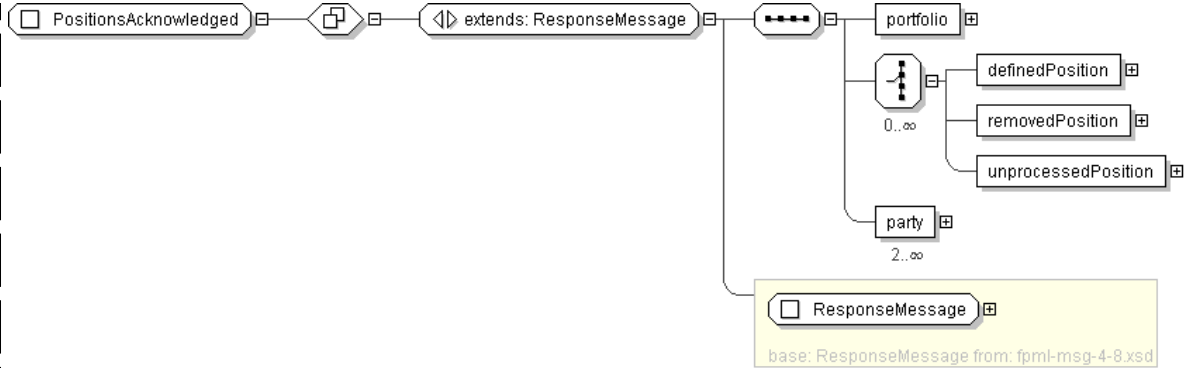 PositionsAcknowledged
extends: ResponseMessage
portfolio
definedPosition
0..∞
removedPosition
unprocessedPosition
party
2..∞
ResponseMessage
base: ResponseMessage from: fpml-msg-4-8.xsd